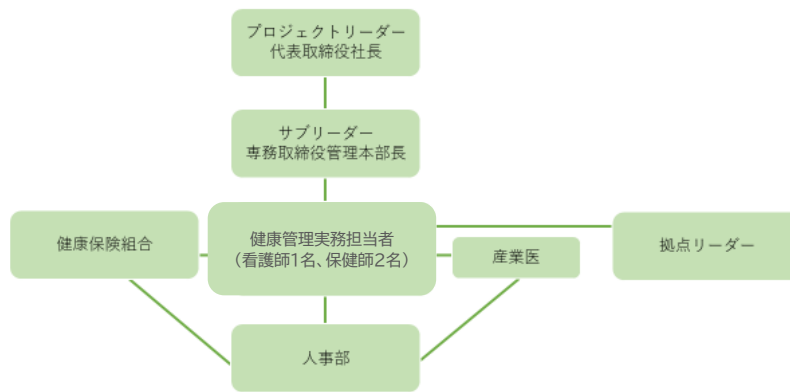 プロジェクトリーダー
代表取締役社長
サブリーダー
専務取締役管理本部長
健康保険組合
健康管理実務担当者
（看護師1名、保健師2名）
産業医
拠点リーダー
人事部